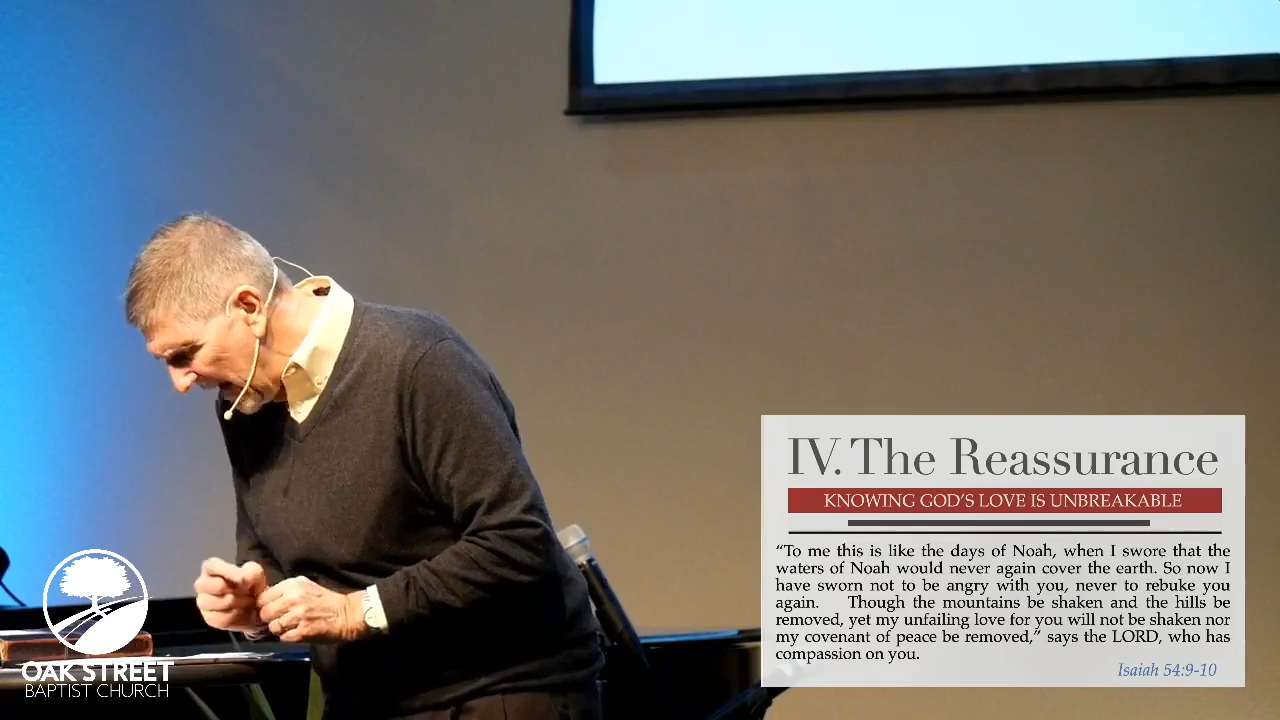 IV. The Reassurance
KNOWING GOD'S LOVE IS UNBREAKABLE
“To me this is like the days of Noah, when I swore that the
waters of Noah would never again cover the earth. So now I
have sworn not to be angry with you, never to rebuke you
again. Though the mountains be shaken and the hills be
removed, yet my unfailing love for you will not be shaken nor
my covenant of peace be removed,” says the LORD, who has
compassion on you.
Isaiah 54:9-10
OAK STREET
BAPTIST CHURCH